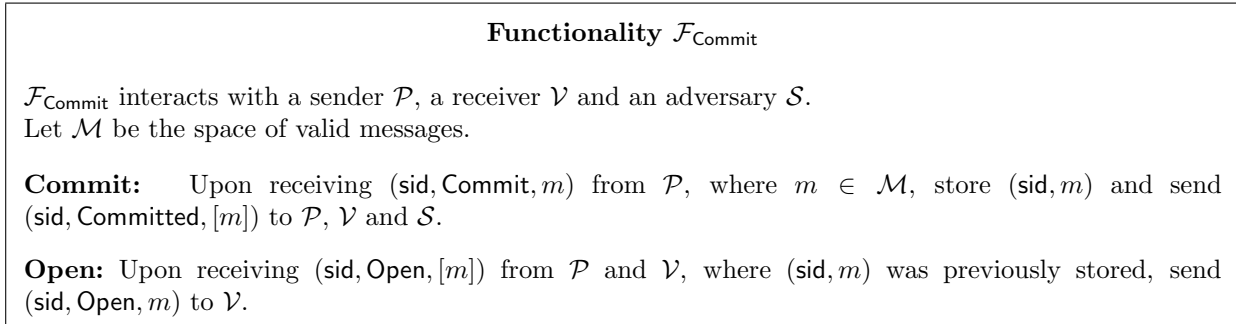 Functionality 𝓕Commit
𝓕Commit interacts with a sender 𝒫, a receiver 𝒱 and an adversary 𝒮.
Let ℳ be the space of valid messages.
Commit: Upon receiving (sid, Commit, m) from 𝒫, where m ∈ ℳ, store (sid, m) and send
(sid, Committed, [m]) to 𝒫, 𝒱 and 𝒮.
Open: Upon receiving (sid, Open, [m]) from 𝒫 and 𝒱, where (sid, m) was previously stored, send
(sid, Open, m) to 𝒱.